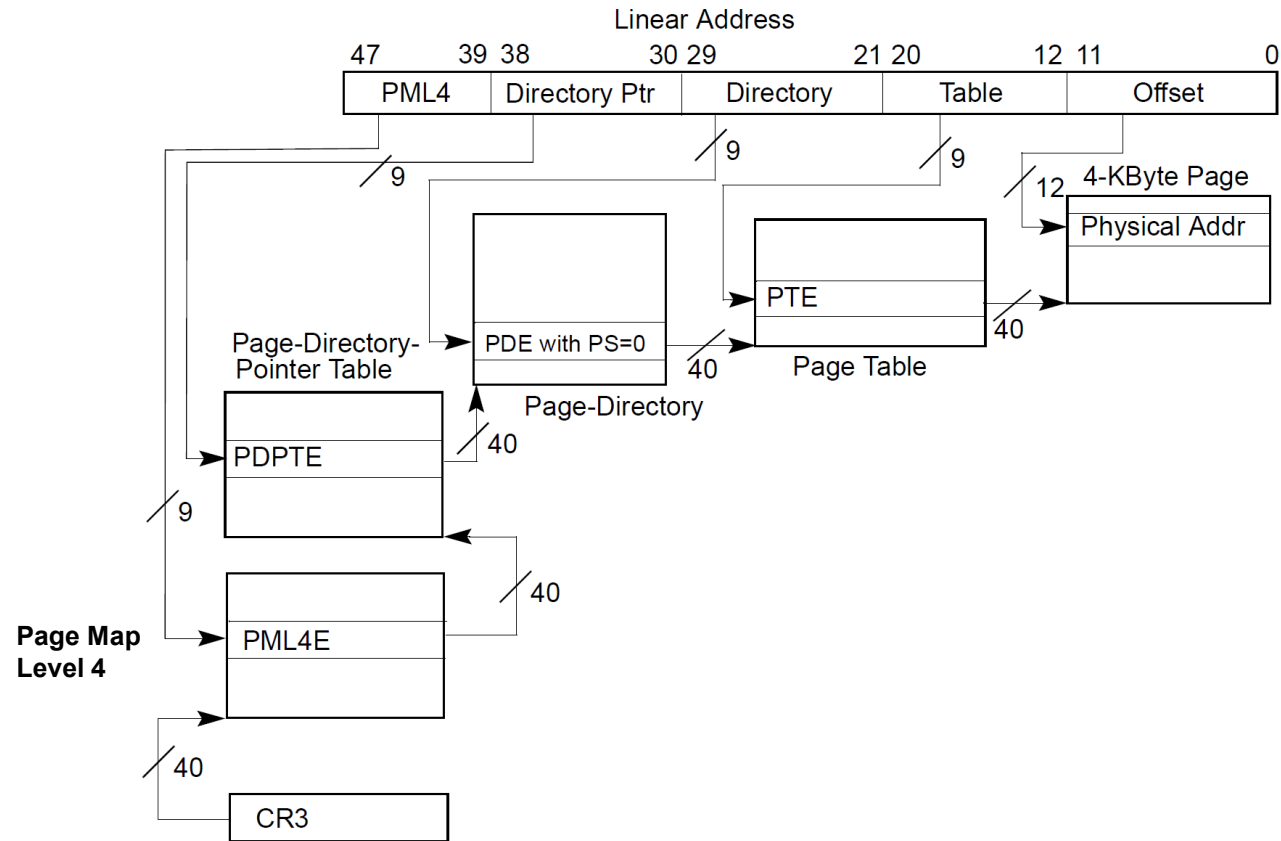 Linear Address
47 39 38 30 29 21 20 12 11 0
PML4 Directory Ptr Directory Table Offset
9
9
9
12
4-KByte Page
Physical Addr
PTE
40
Page Table
PDE with PS=0
40
Page-Directory
Page-Directory-
Pointer Table
PDPTE
40
9
40
Page Map
Level 4
PML4E
40
CR3